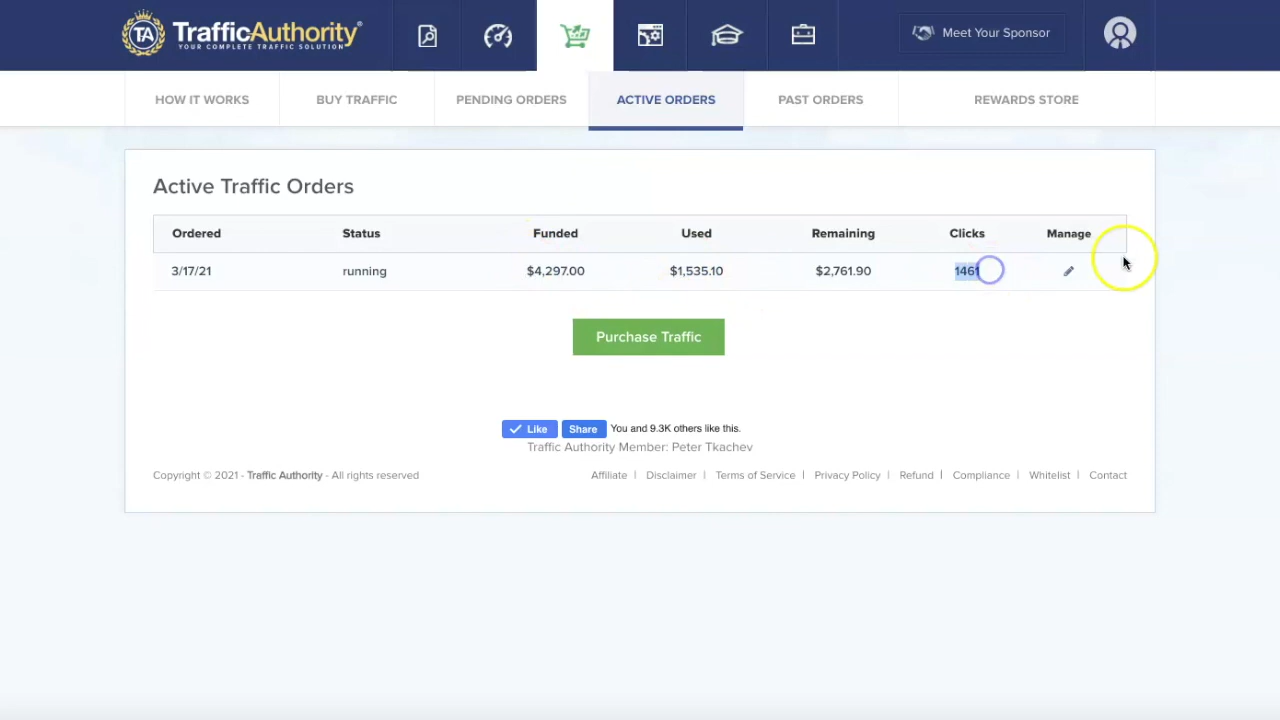 TA TrafficAuthority
YOUR COMPLETE TRAFFIC SOLUTION
Meet Your Sponsor
HOW IT WORKS BUY TRAFFIC PENDING ORDERS ACTIVE ORDERS PAST ORDERS REWARDS STORE
Active Traffic Orders
Ordered Status Funded Used Remaining Clicks Manage
3/17/21 running $4,297.00 $1,535.10 $2,761.90 1461
Purchase Traffic
Like Share You and 9.3K others like this.
Traffic Authority Member: Peter Tkachev
Copyright © 2021 - Traffic Authority - All rights reserved Affiliate | Disclaimer | Terms of Service | Privacy Policy | Refund | Compliance | Whitelist | Contact